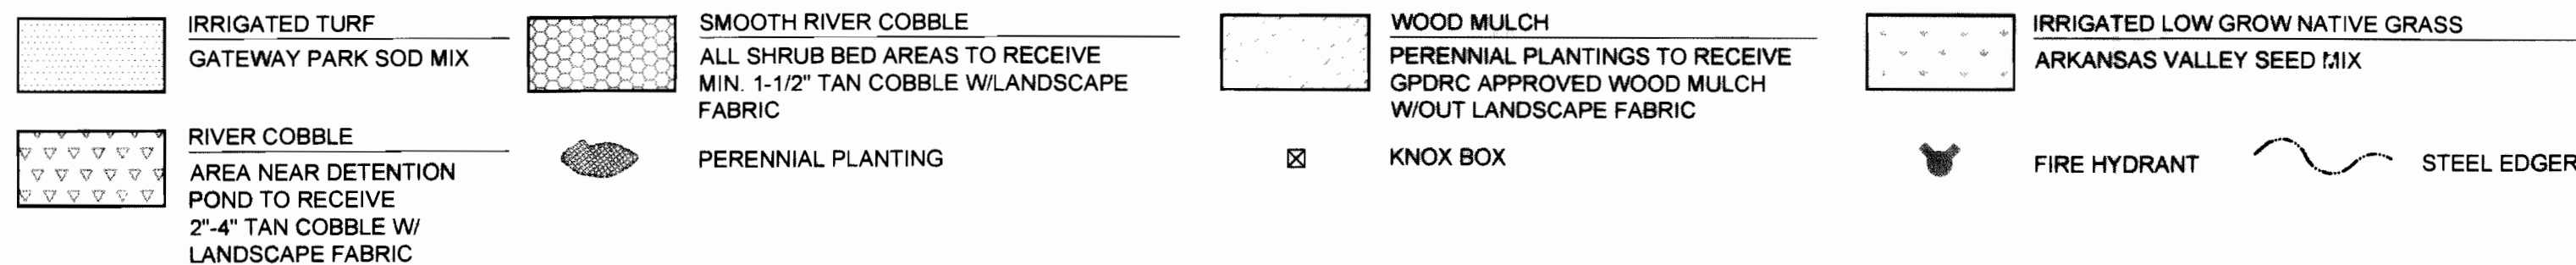 IRRIGATED TURF
GATEWAY PARK SOD MIX
SMOOTH RIVER COBBLE
ALL SHRUB BED AREAS TO RECEIVE
MIN. 1-1/2" TAN COBBLE W/LANDSCAPE
FABRIC
WOOD MULCH
PERENNIAL PLANTINGS TO RECEIVE
GPDRC APPROVED WOOD MULCH
W/OUT LANDSCAPE FABRIC
IRRIGATED LOW GROW NATIVE GRASS
ARKANSAS VALLEY SEED MIX
RIVER COBBLE
AREA NEAR DETENTION
POND TO RECEIVE
2"-4" TAN COBBLE W/
LANDSCAPE FABRIC
PERENNIAL PLANTING
KNOX BOX
FIRE HYDRANT
STEEL EDGER